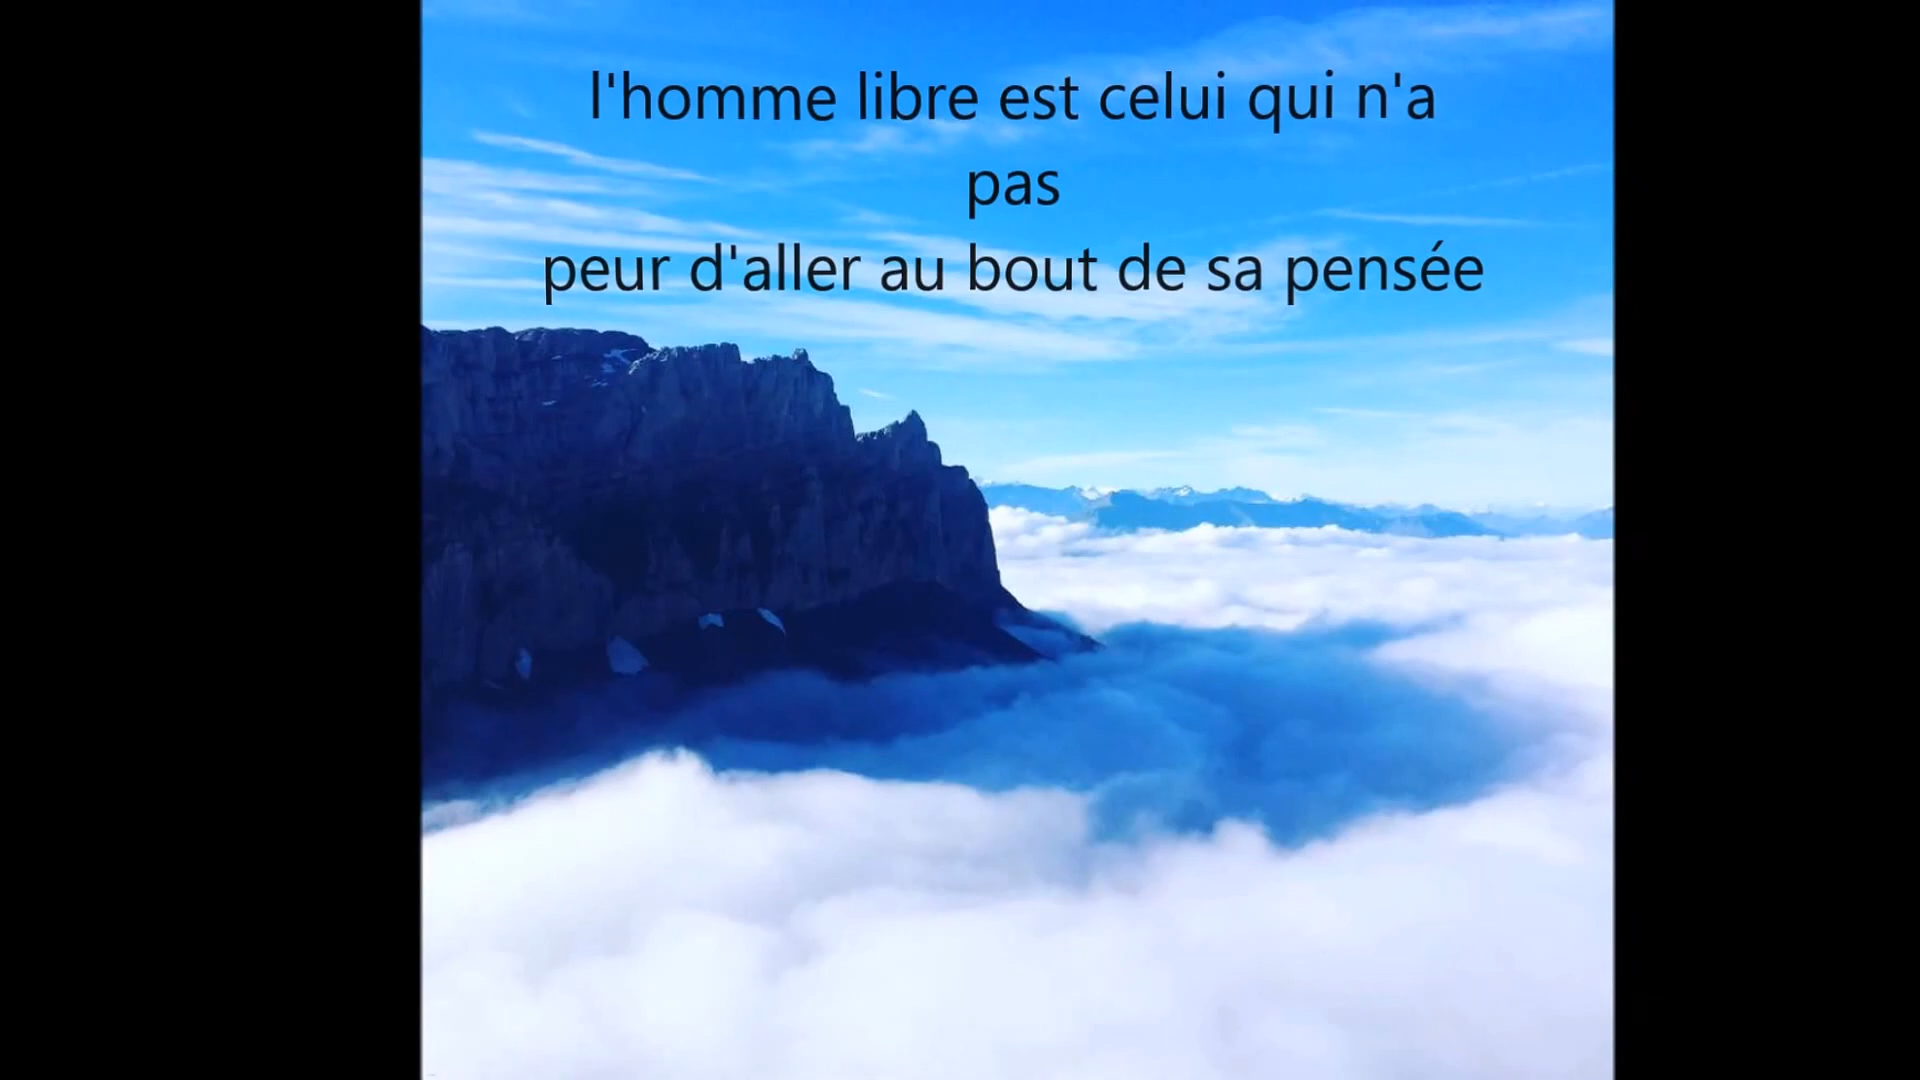 l'homme libre est celui qui n'a
pas
peur d'aller au bout de sa pensée